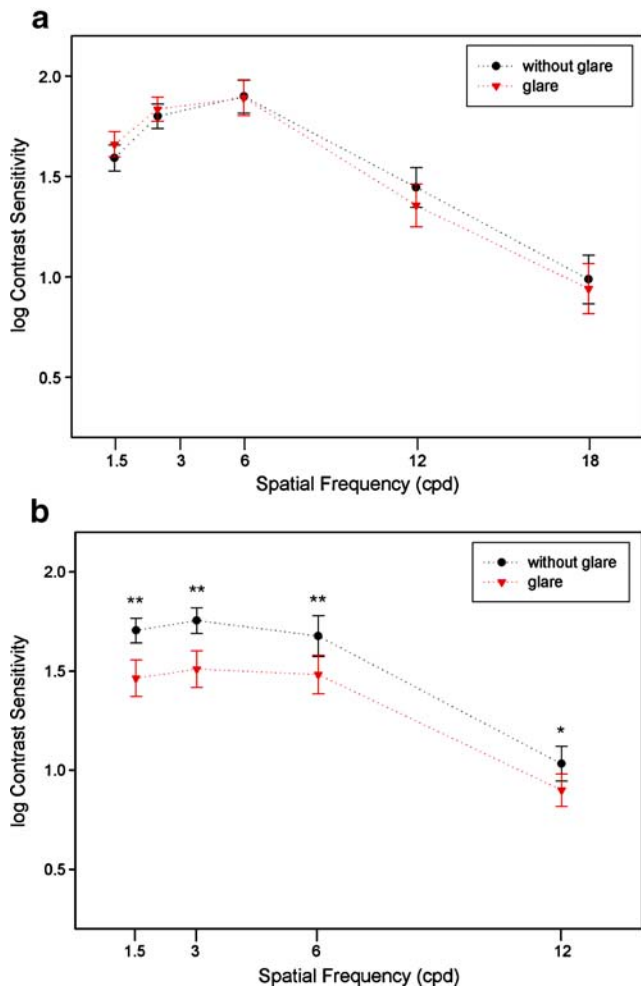 a
without glare
glare
2.0
1.5
1.0
0.5
log Contrast Sensitivity
1.5 3 6 12 18
Spatial Frequency (cpd)
b
without glare
glare
2.0
1.5
1.0
0.5
** ** ** *
log Contrast Sensitivity
1.5 3 6 12
Spatial Frequency (cpd)